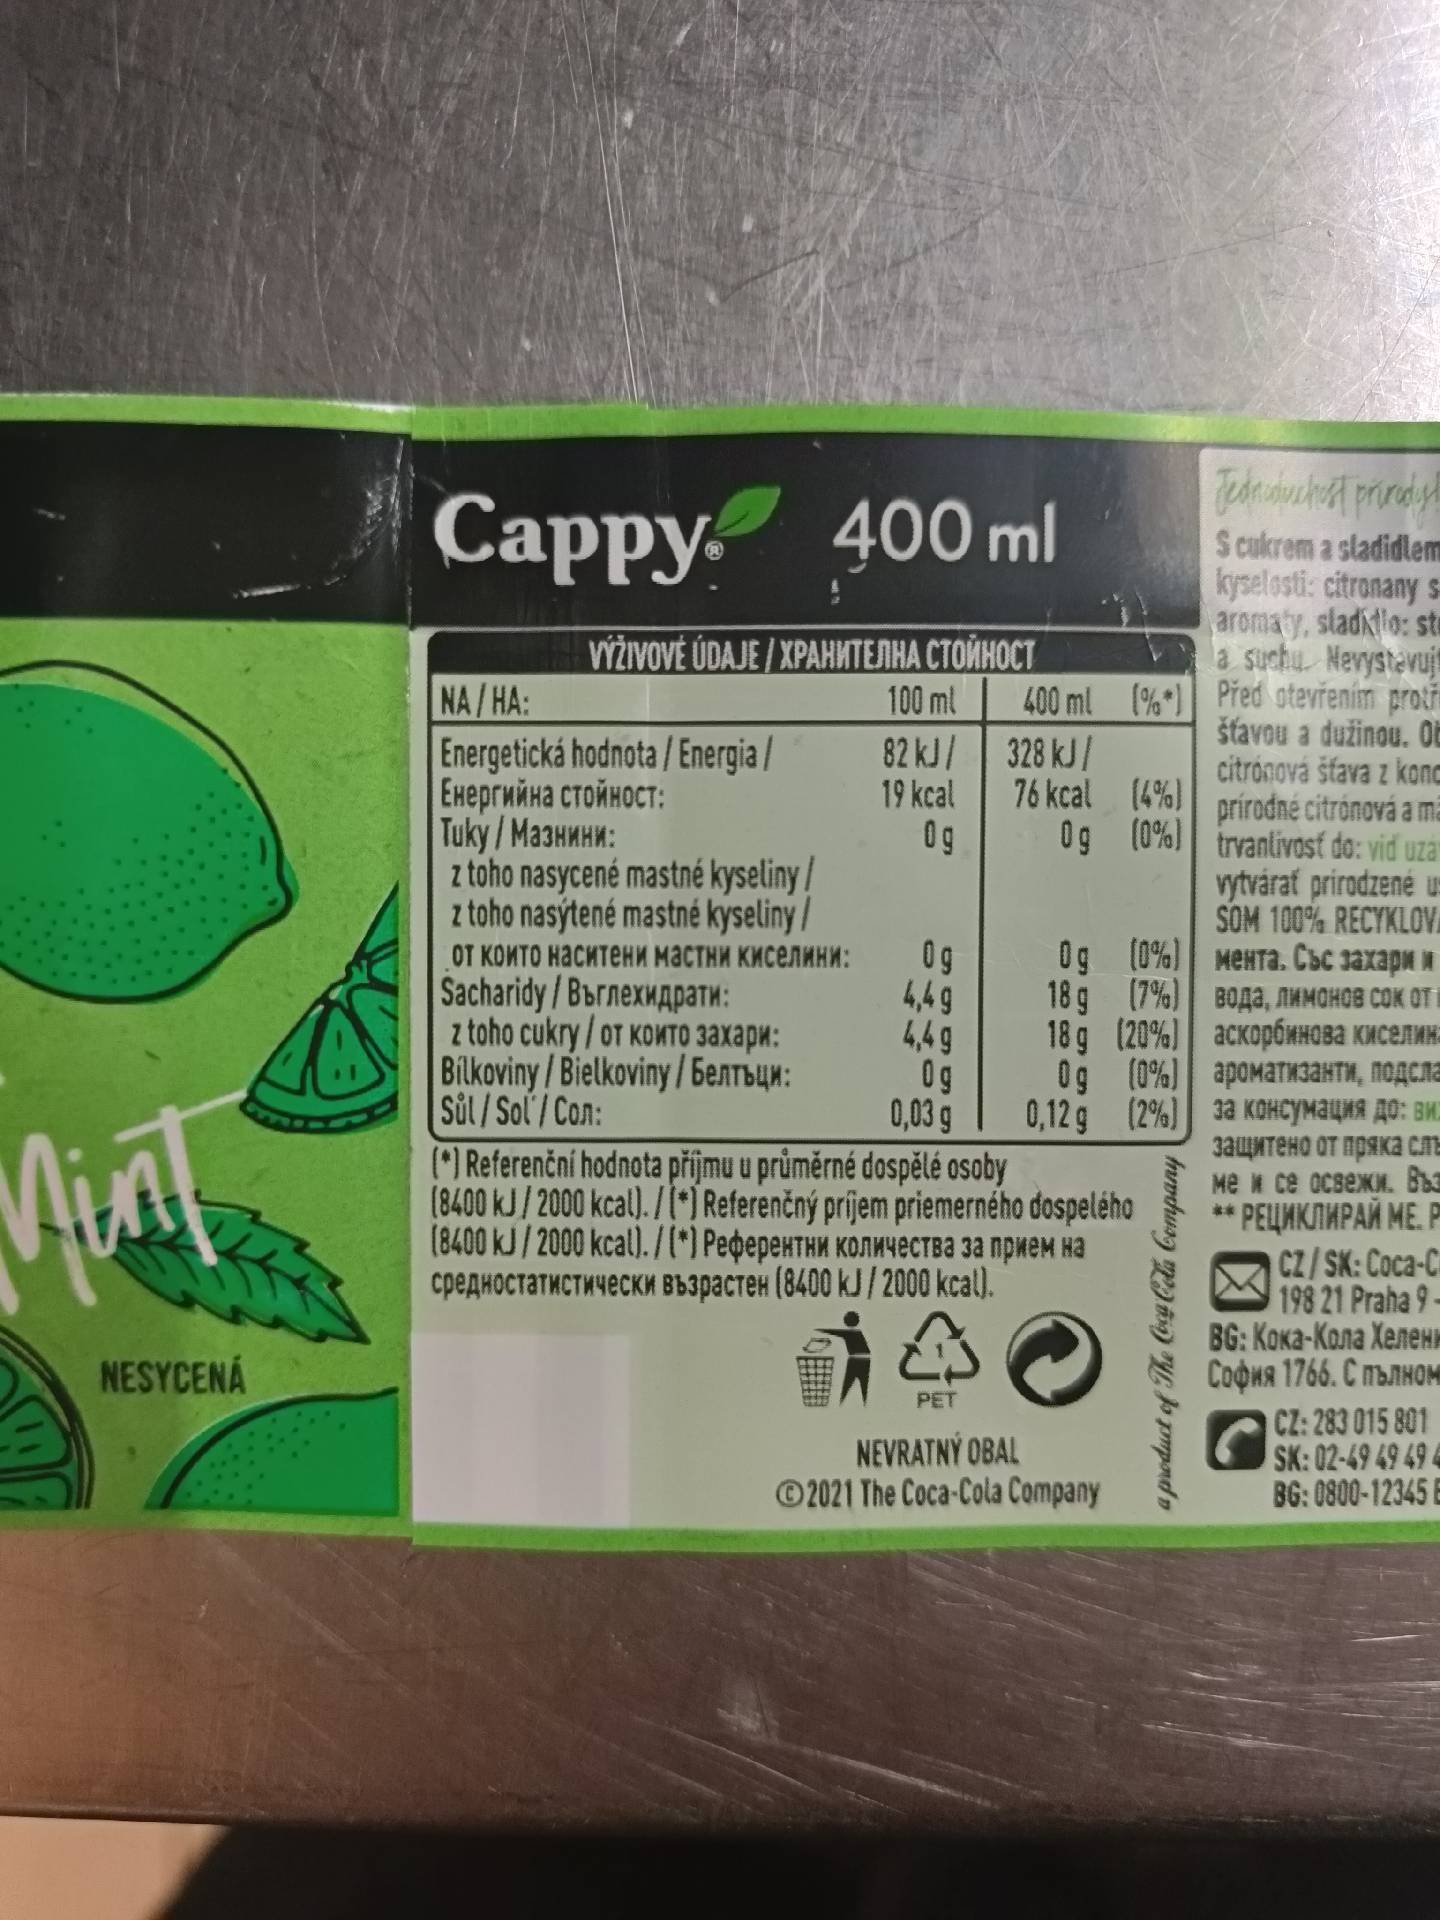 Cappy® 400 ml
VÝŽIVOVÉ ÚDAJE / ХРАНИТЕЛНА СТОЙНОСТ
NA / НА: 100 ml 400 ml (%*)
Energetická hodnota / Energia / 82 kJ / 328 kJ /
Енергийна стойност: 19 kcal 76 kcal (4%)
Tuky / Мазнини: 0 g 0 g (0%)
z toho nasycené mastné kyseliny /
z toho nasýtené mastné kyseliny /
от които наситени мастни киселини: 0 g 0 g (0%)
Sacharidy / Въглехидрати: 4,4 g 18 g (7%)
z toho cukry / от които захари: 4,4 g 18 g (20%)
Bílkoviny / Bielkoviny / Белтъци: 0 g 0 g (0%)
Sůl / Soľ / Сол: 0,03 g 0,12 g (2%)
(*) Referenční hodnota příjmu u průměrné dospělé osoby
(8400 kJ / 2000 kcal). / (*) Referenčný príjem priemerného dospelého
(8400 kJ / 2000 kcal). / (*) Референтни количества за прием на
средностатистически възрастен (8400 kJ / 2000 kcal).
1
PET
NEVRATNÝ OBAL
©2021 The Coca-Cola Company
a product of The Coca-Cola Company
Mint
NESYCENÁ
S cukrem a sladidlem
kyselosti: citronany
aromaty, sladidlo:
a suchu.
Před otevřením
šťavou a dužinou.
citrónová šťava z
prírodné citrónová a
trvanlivosť do: viď
vytvárať prirodzené
SOM 100%
мента. Със захари и
вода, лимонов сок от
аскорбинова
ароматизанти,
за консумация до:
защитено от пряка
ме и се освежи.
** РЕЦИКЛИРАЙ МЕ.
CZ / SK:
198 21 Praha 9 -
BG: Кока-Кола
София 1766. С
CZ: 283 015 801
SK: 02-49 49 49
BG: 0800-12345